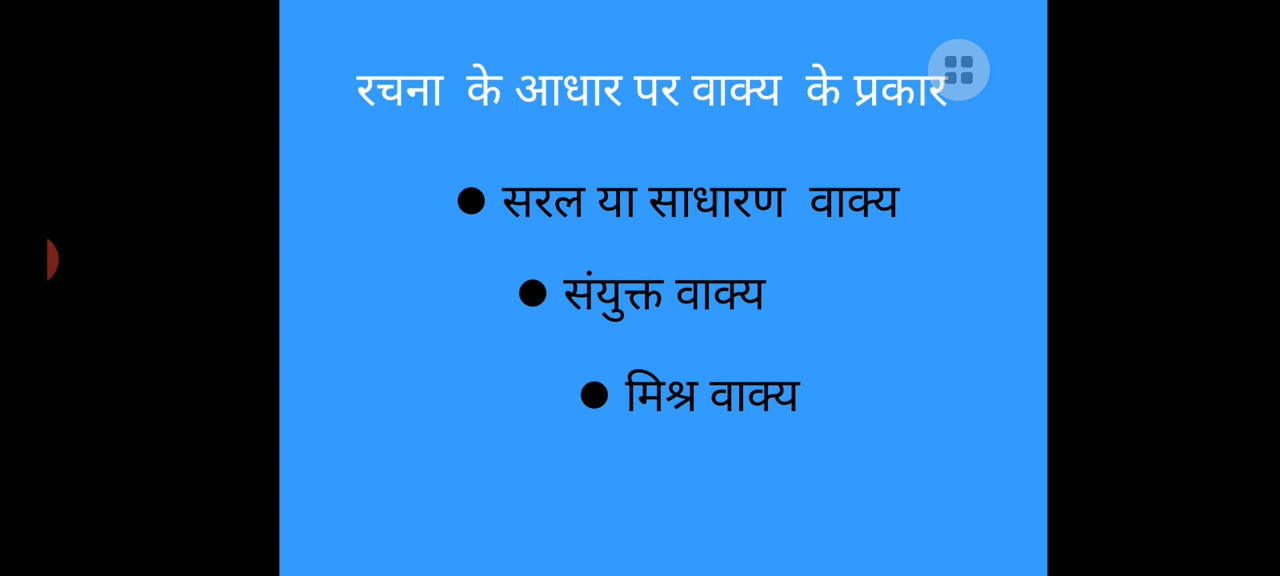 रचना के आधार पर वाक्य के प्रकार
● सरल या साधारण वाक्य
● संयुक्त वाक्य
● मिश्र वाक्य